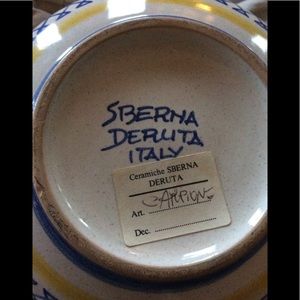 SBERNA
DERUTA
ITALY
Ceramiche SBERNA
DERUTA
Art.
Dec.